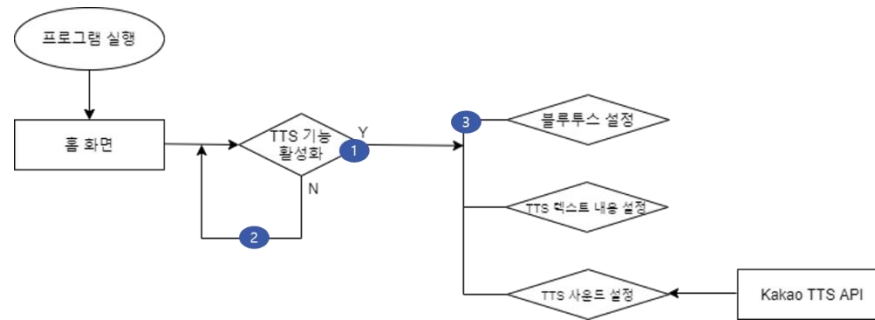 프로그램 실행
홈 화면
TTS 기능
활성화
Y
1
N
2
3
블루투스 설정
TTS 텍스트 내용 설정
TTS 사운드 설정
Kakao TTS API